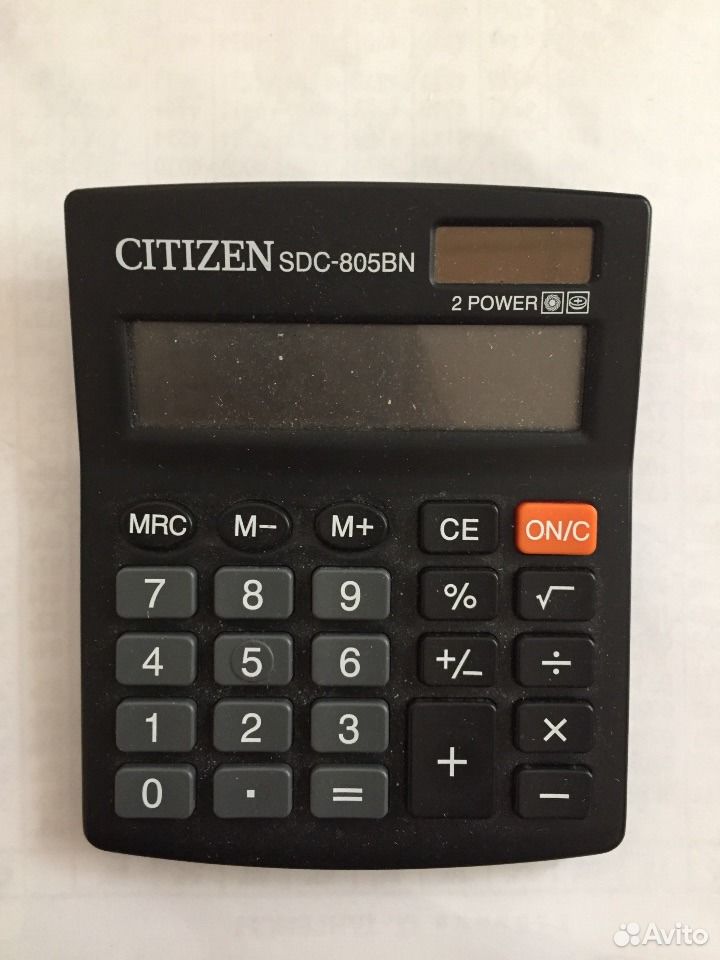 CITIZEN SDC-805BN
2 POWER
MRC M− M+ CE ON/C
7 8 9 % √
4 5 6 +/− ÷
1 2 3 + ×
0 . = −
Avito